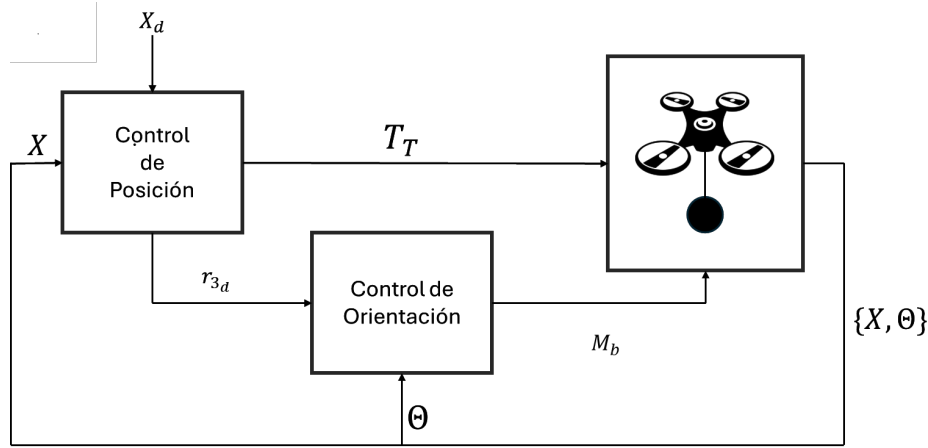 X_d
Control
de
Posición
X
T_T
r_{3_d}
Control de
Orientación
M_b
{X, Θ}
Θ